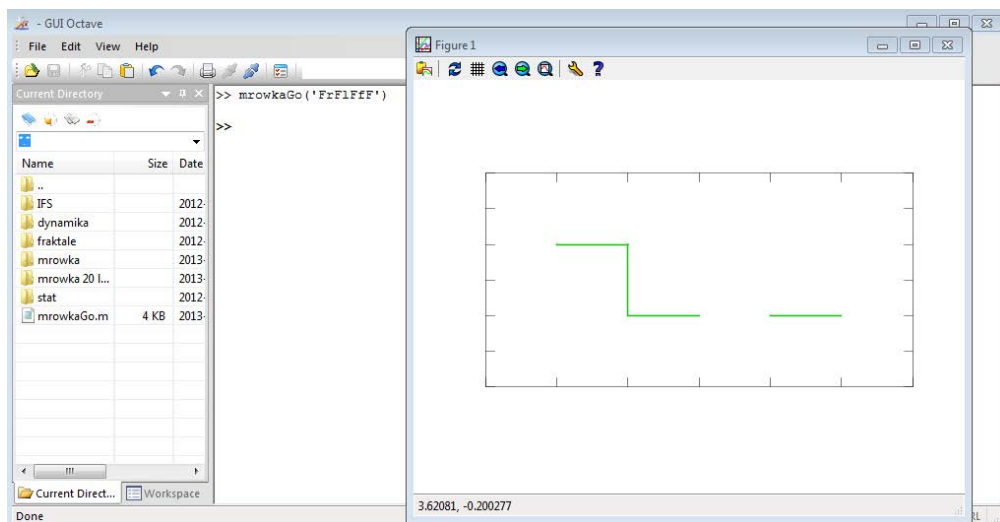 - GUI Octave
File Edit View Help
Current Directory
Name Size Date
..
IFS 2012-
dynamika 2012-
fraktale 2012-
mrowka 2013-
mrowka 20 l... 2013-
stat 2012-
mrowkaGo.m 4 KB 2013-
Current Direct... Workspace
Done
>> mrowkaGo('FrFlFfF')
>>
Figure 1
3.62081, -0.200277